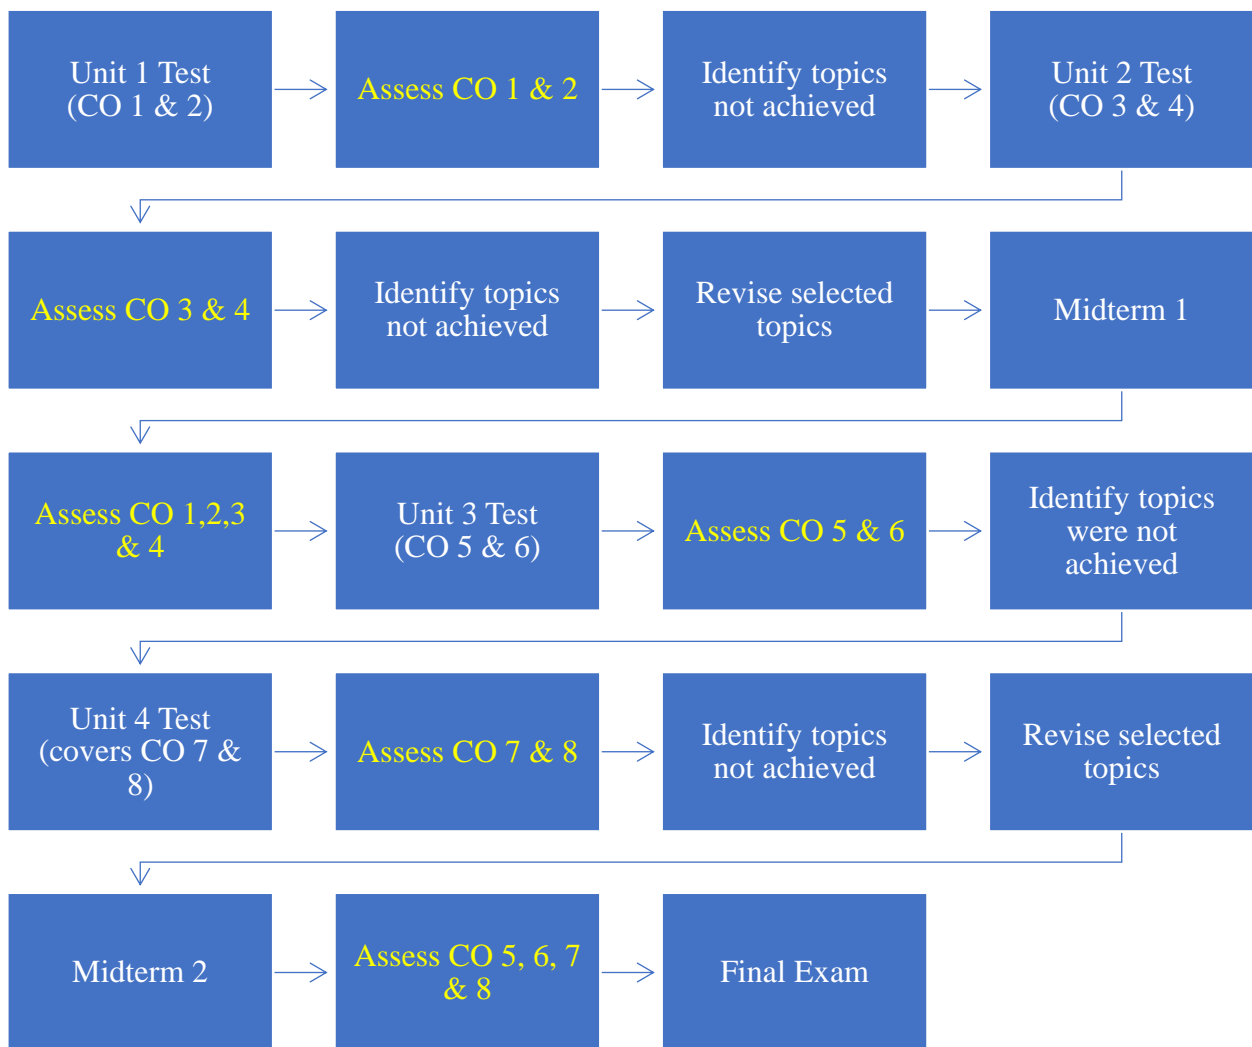 Unit 1 Test
(CO 1 & 2)
Assess CO 1 & 2
Identify topics
not achieved
Unit 2 Test
(CO 3 & 4)
Assess CO 3 & 4
Identify topics
not achieved
Revise selected
topics
Midterm 1
Assess CO 1,2,3
& 4
Unit 3 Test
(CO 5 & 6)
Assess CO 5 & 6
Identify topics
were not
achieved
Unit 4 Test
(covers CO 7 &
8)
Assess CO 7 & 8
Identify topics
not achieved
Revise selected
topics
Midterm 2
Assess CO 5, 6, 7
& 8
Final Exam